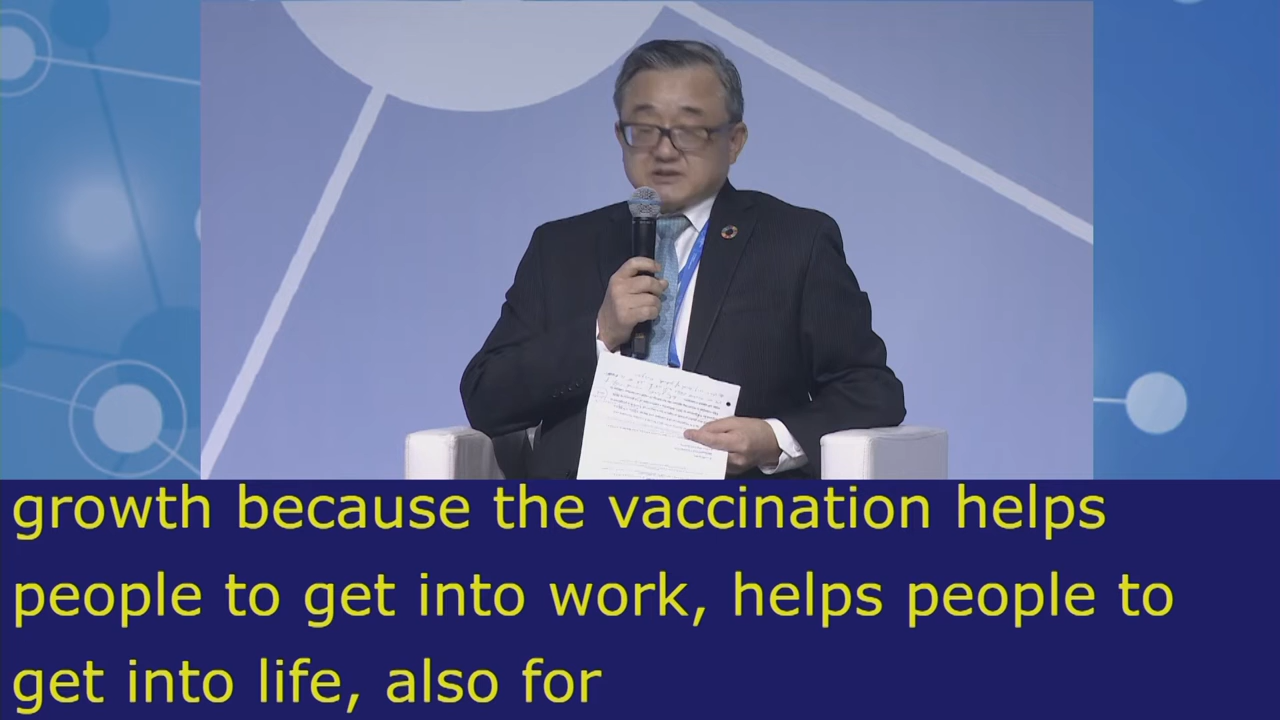 growth because the vaccination helps
people to get into work, helps people to
get into life, also for